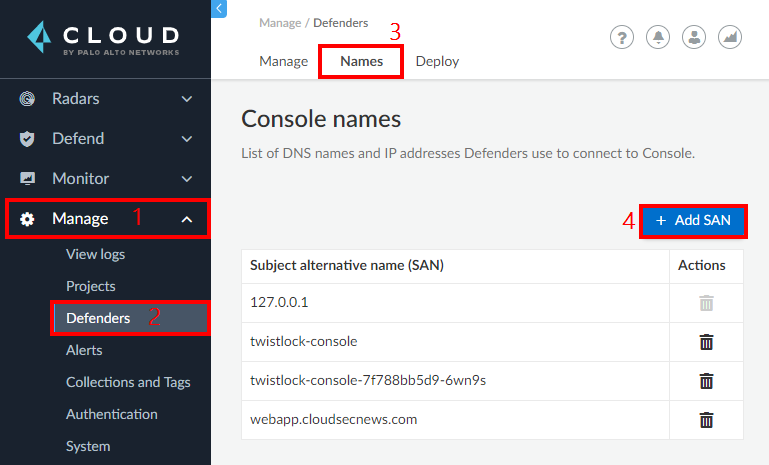 CLOUD
BY PALO ALTO NETWORKS
Radars
Defend
Monitor
Manage 1
View logs
Projects
Defenders 2
Alerts
Collections and Tags
Authentication
System
Manage / Defenders
3
Manage Names Deploy
?
Console names
List of DNS names and IP addresses Defenders use to connect to Console.
4 + Add SAN
Subject alternative name (SAN) Actions
127.0.0.1
twistlock-console
twistlock-console-7f788bb5d9-6wn9s
webapp.cloudsecnews.com